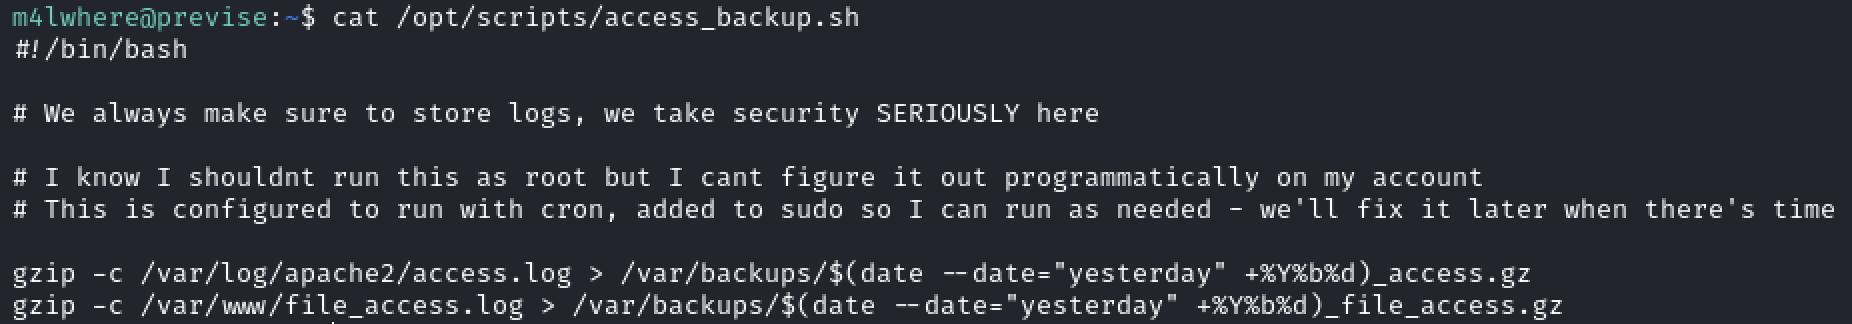 m4lwhere@previse:~$ cat /opt/scripts/access_backup.sh
#!/bin/bash
# We always make sure to store logs, we take security SERIOUSLY here
# I know I shouldnt run this as root but I cant figure it out programmatically on my account
# This is configured to run with cron, added to sudo so I can run as needed - we'll fix it later when there's time
gzip -c /var/log/apache2/access.log > /var/backups/$(date --date="yesterday" +%Y%b%d)_access.gz
gzip -c /var/www/file_access.log > /var/backups/$(date --date="yesterday" +%Y%b%d)_file_access.gz